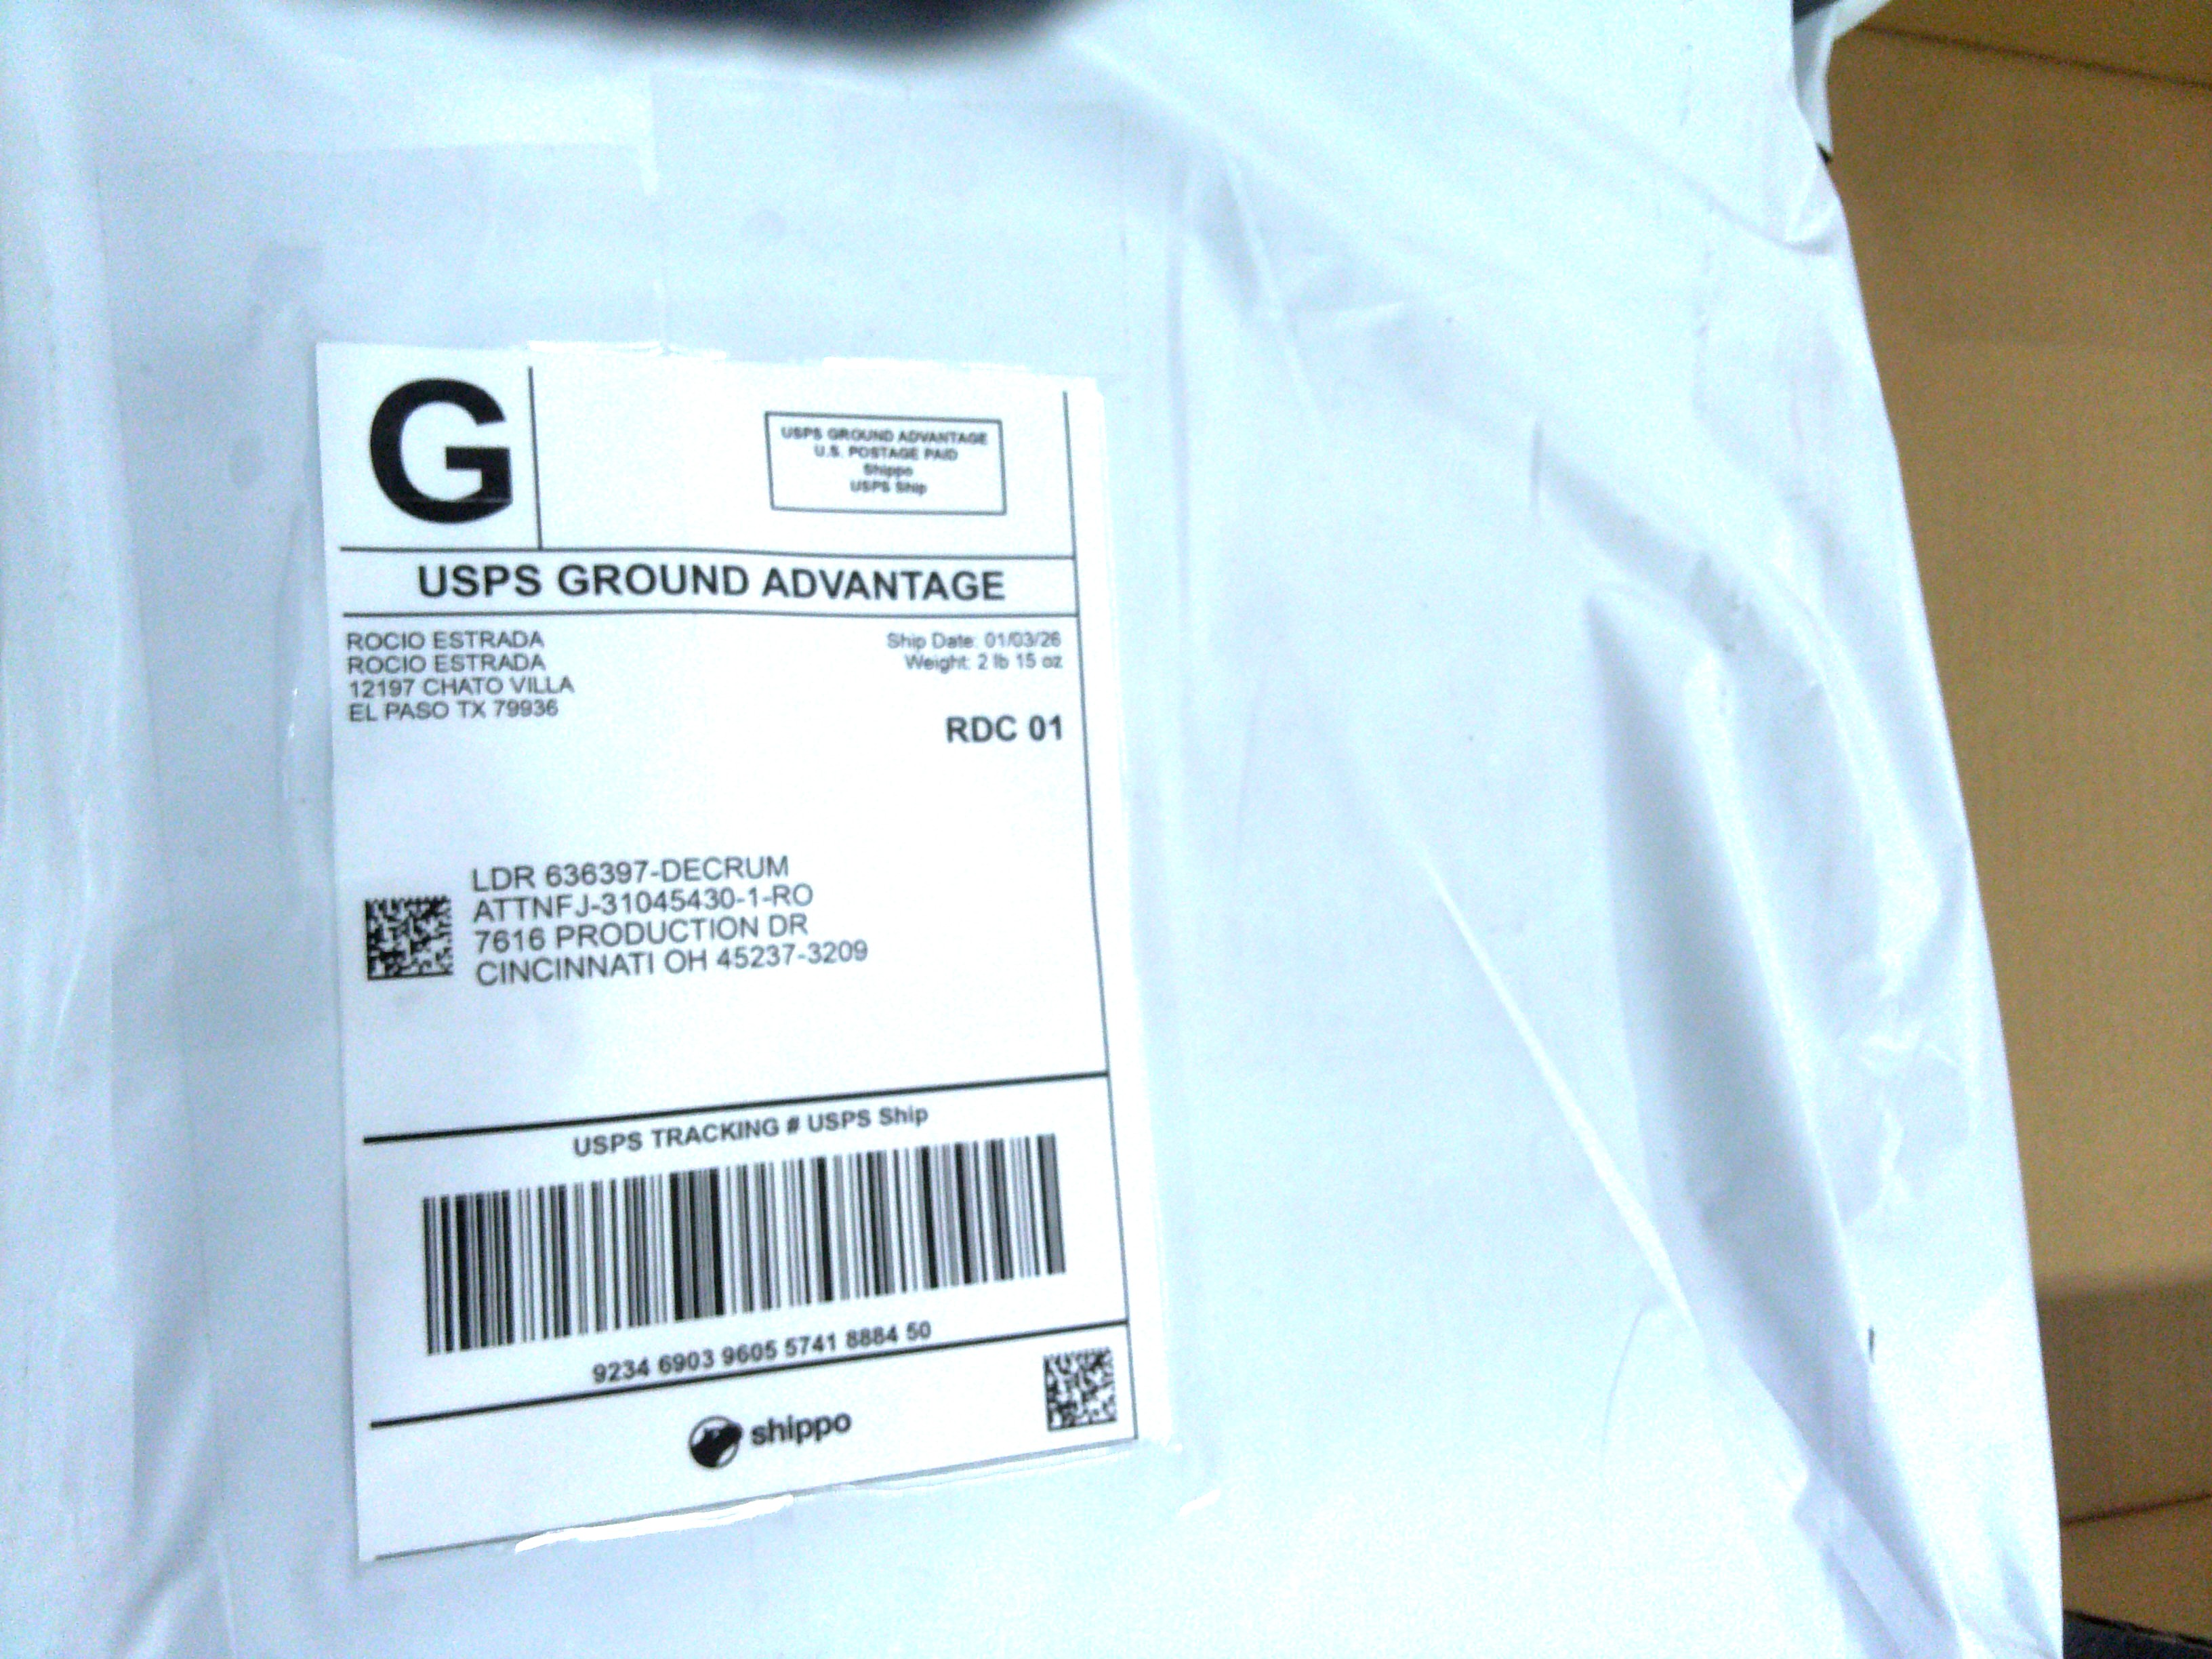 G
USPS GROUND ADVANTAGE
U.S. POSTAGE PAID
Shippo
USPS Ship
USPS GROUND ADVANTAGE
ROCIO ESTRADA
ROCIO ESTRADA
12197 CHATO VILLA
EL PASO TX 79936
Ship Date: 01/03/26
Weight: 2 lb 15 oz
RDC 01
LDR 636397-DECRUM
ATTNFJ-31045430-1-RO
7616 PRODUCTION DR
CINCINNATI OH 45237-3209
USPS TRACKING # USPS Ship
9234 6903 9605 5741 8884 50
shippo